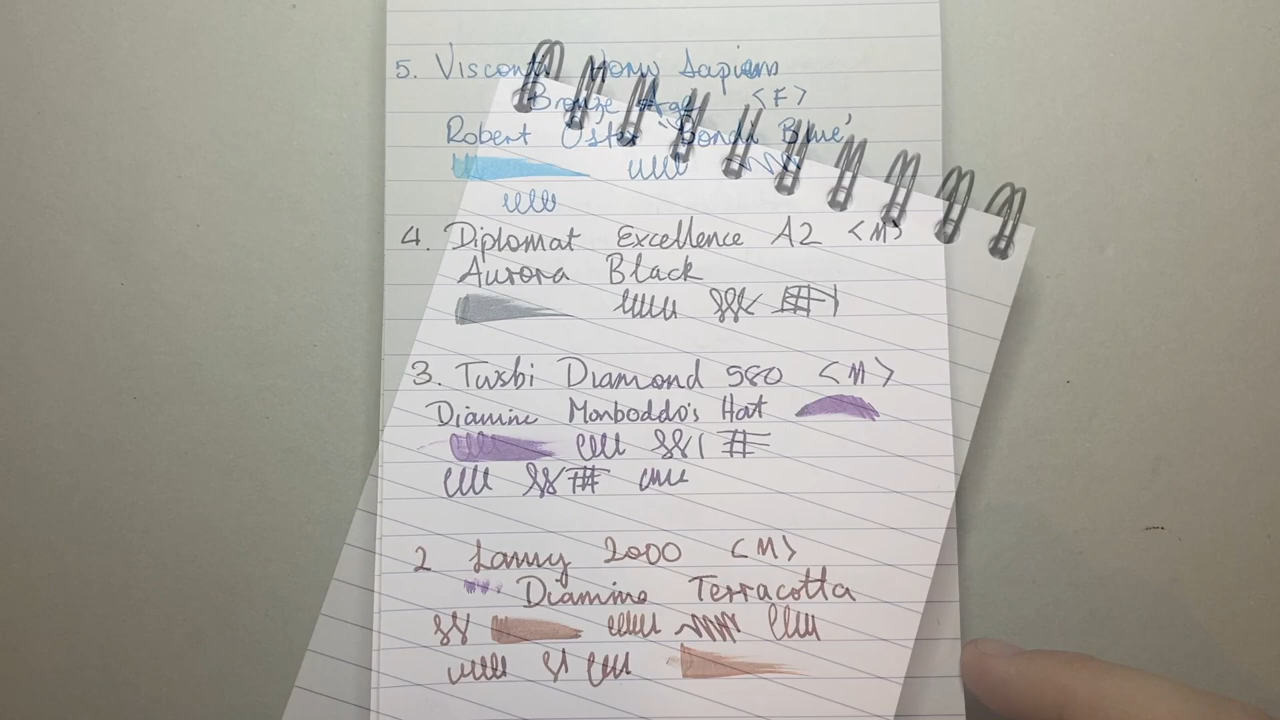 5. Visconti Homo Sapiens
Bronze Age <F>
Robert Oster 'Bondi Blue'
4. Diplomat Excellence A2 <M>
Aurora Black
3. Twsbi Diamond 580 <M>
Diamine Monboddo's Hat
2 Lamy 2000 <M>
Diamine Terracotta